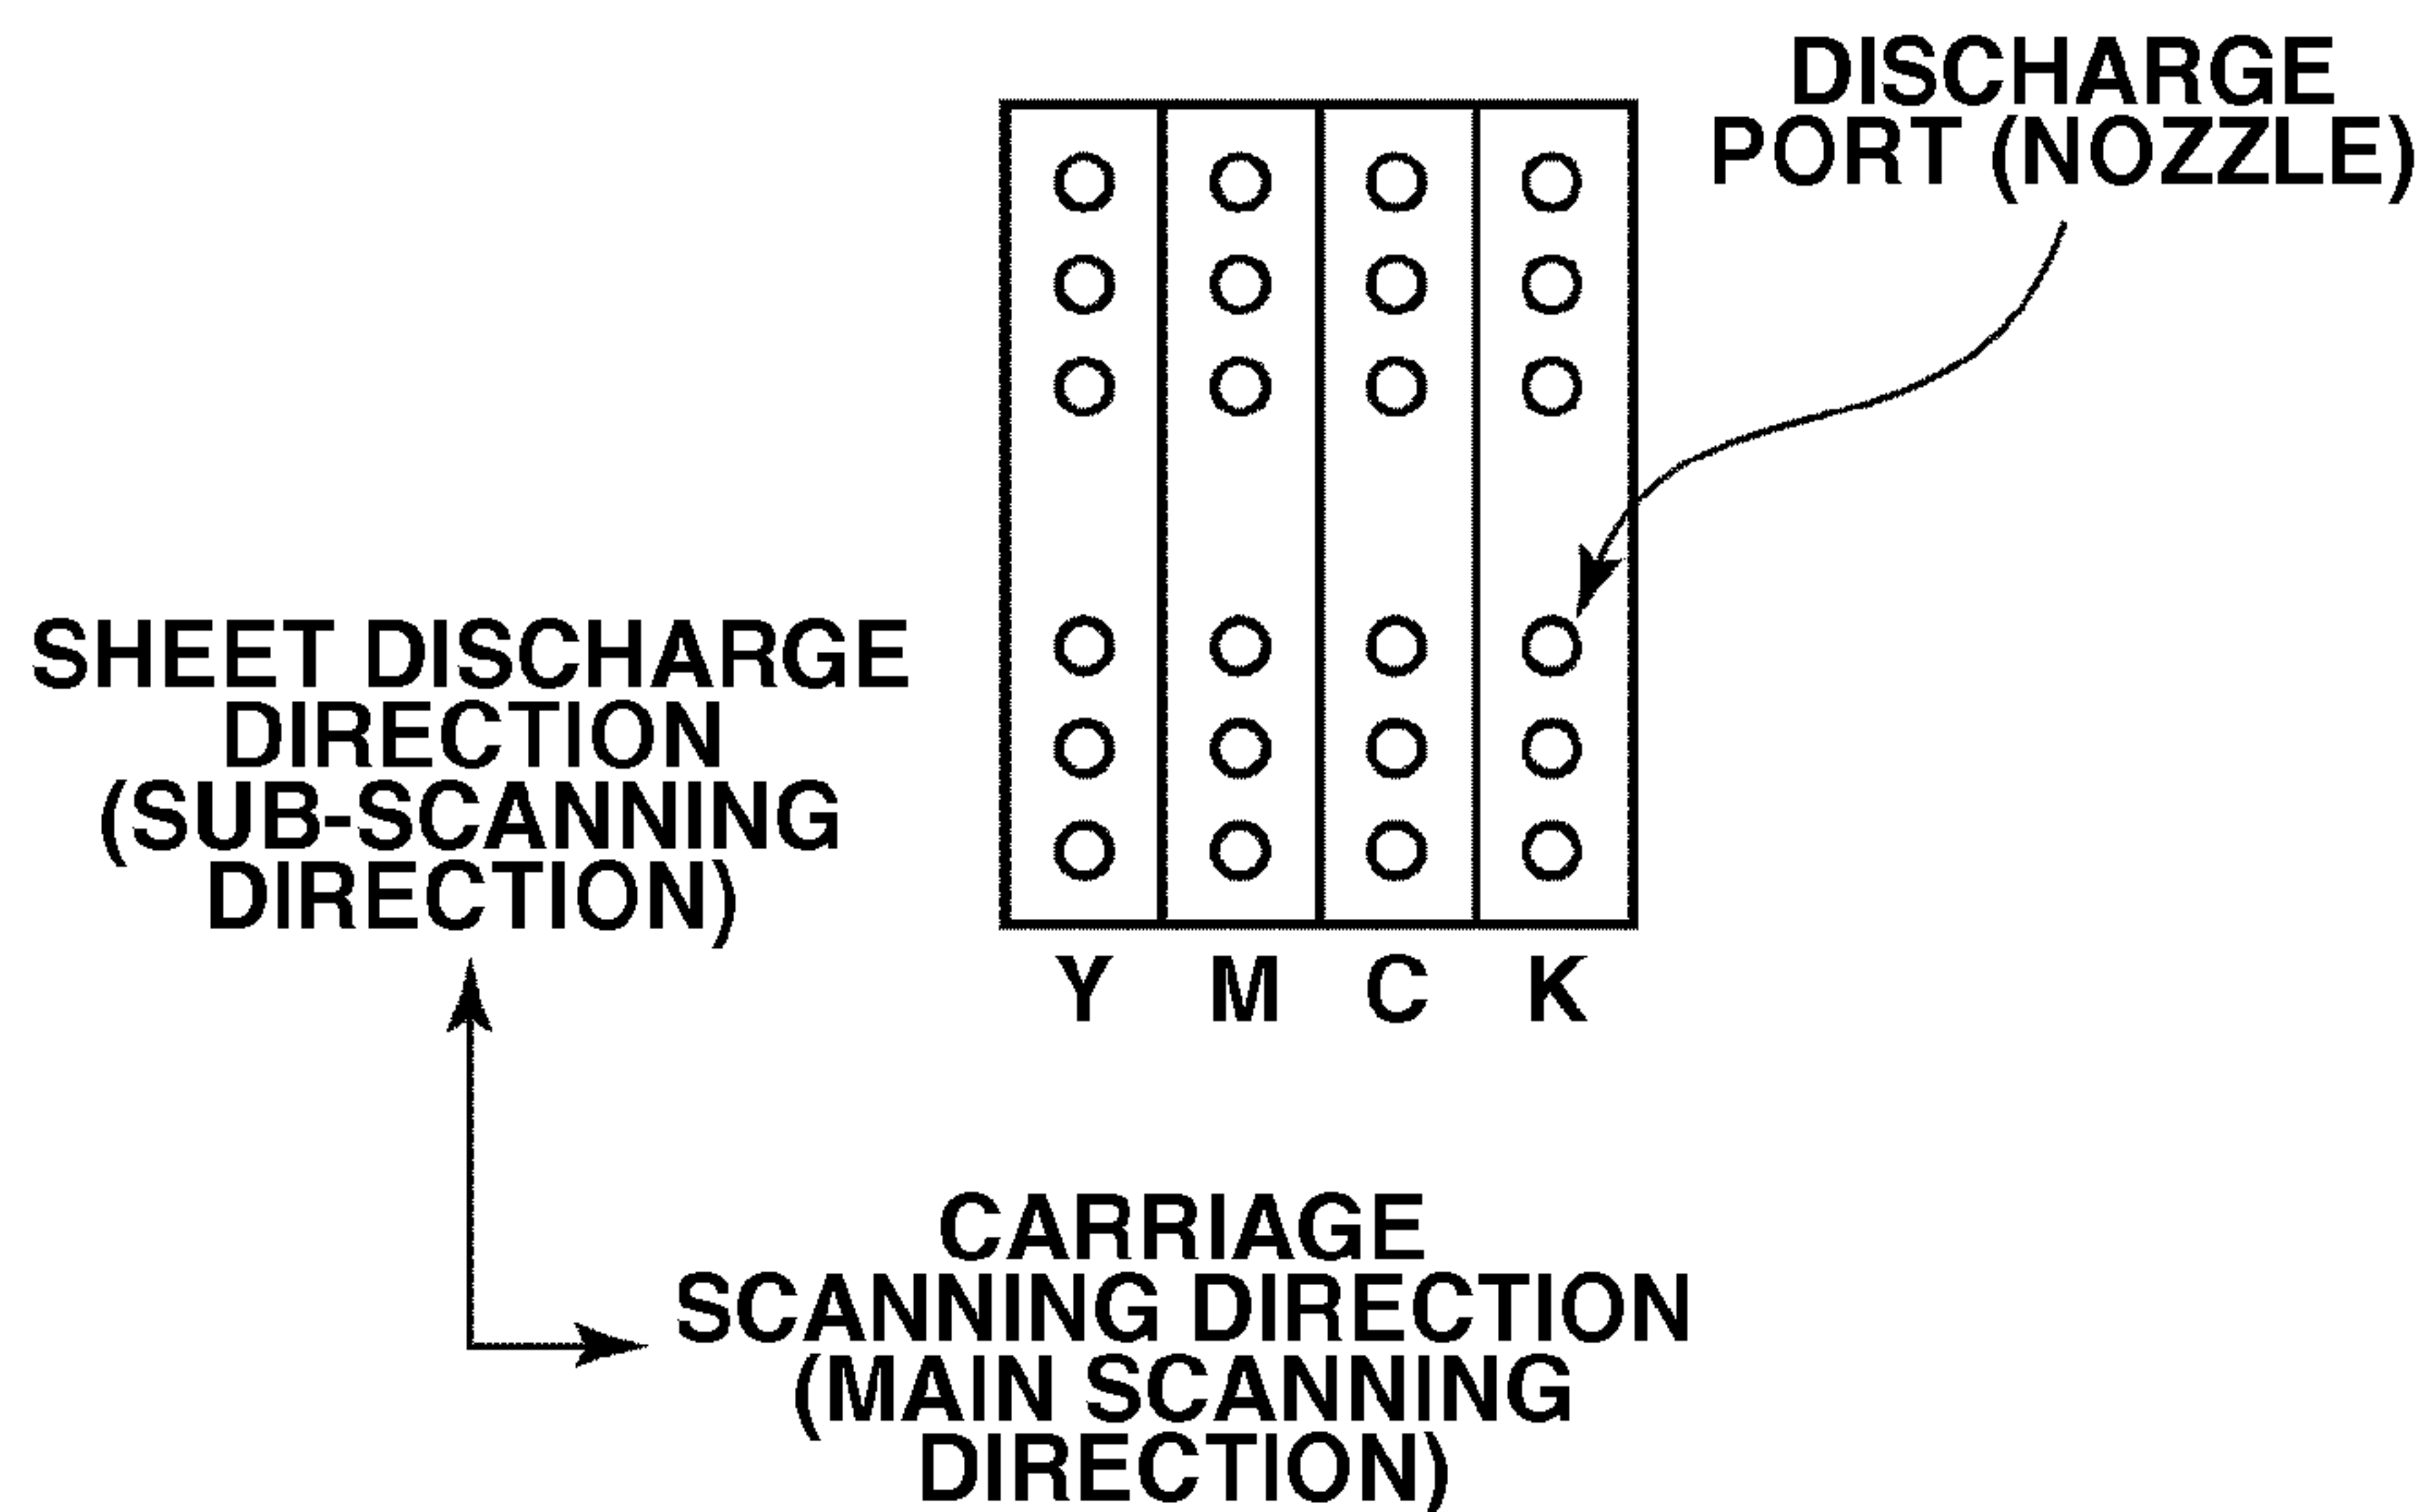 DISCHARGE
PORT (NOZZLE)
SHEET DISCHARGE
DIRECTION
(SUB-SCANNING
DIRECTION)
Y M C K
CARRIAGE
SCANNING DIRECTION
(MAIN SCANNING
DIRECTION)